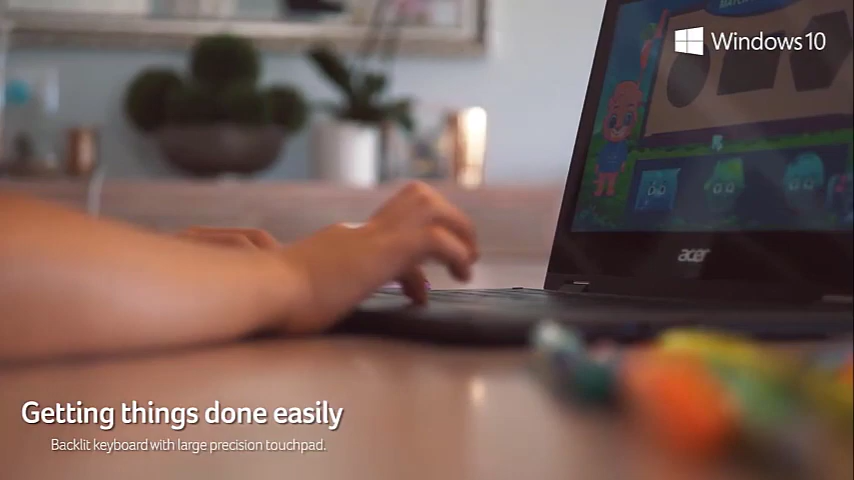 Windows 10
acer
Getting things done easily
Backlit keyboard with large precision touchpad.